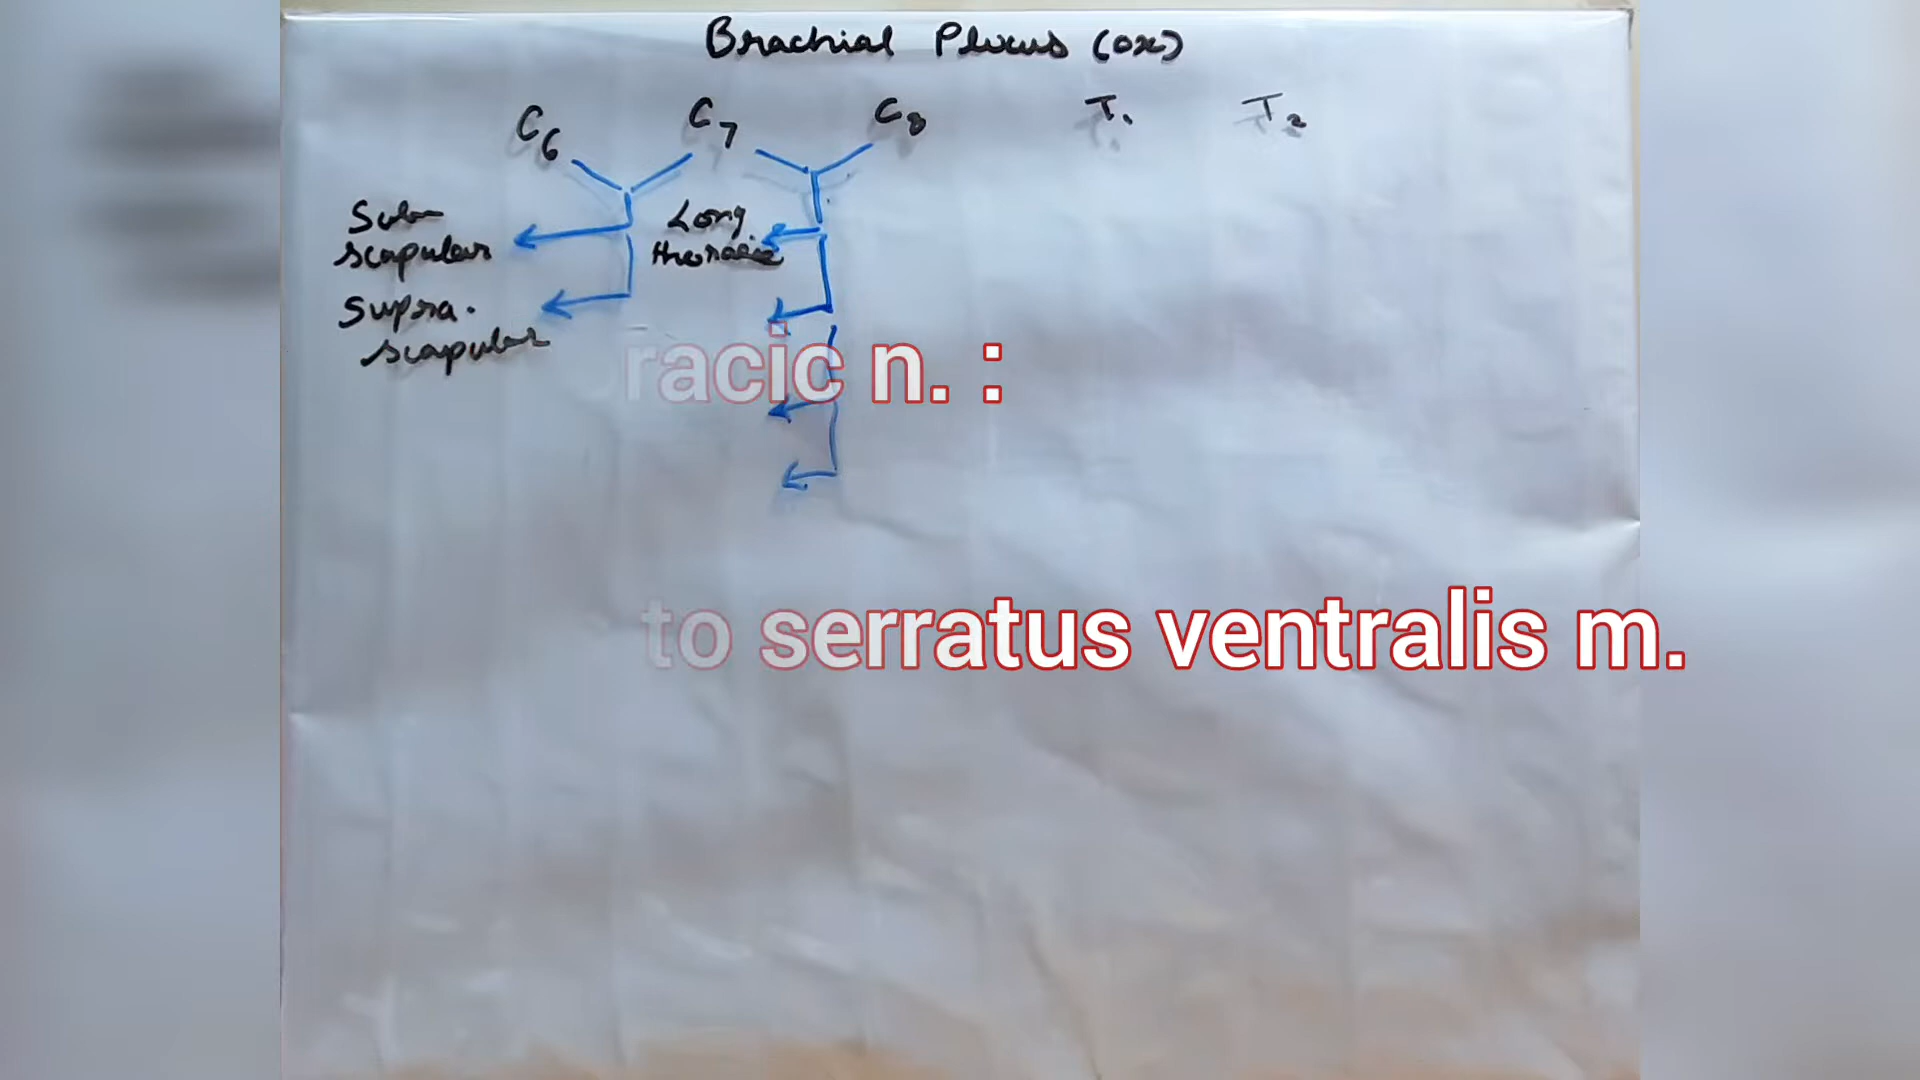 Brachial Plexus (ox)
C6 C7 C8 T1 T2
Sub
scapular
Long
thoracic
Supra.
scapular
racic n. :
to serratus ventralis m.